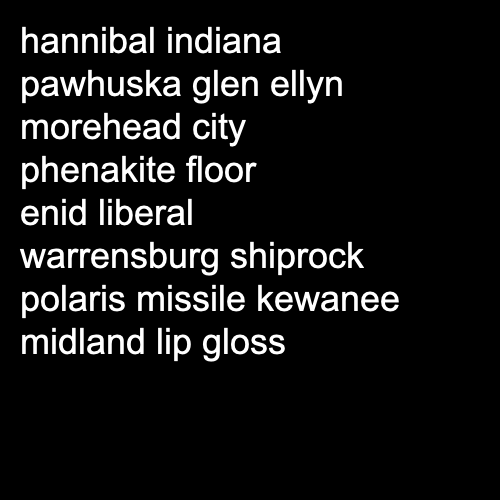 hannibal indiana
pawhuska glen ellyn
morehead city
phenakite floor
enid liberal
warrensburg shiprock
polaris missile kewanee
midland lip gloss